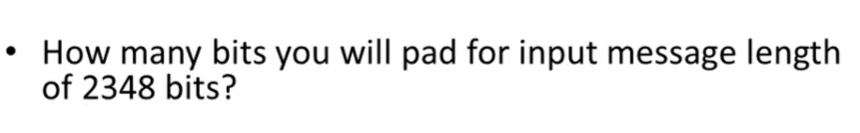 • How many bits you will pad for input message length
of 2348 bits?